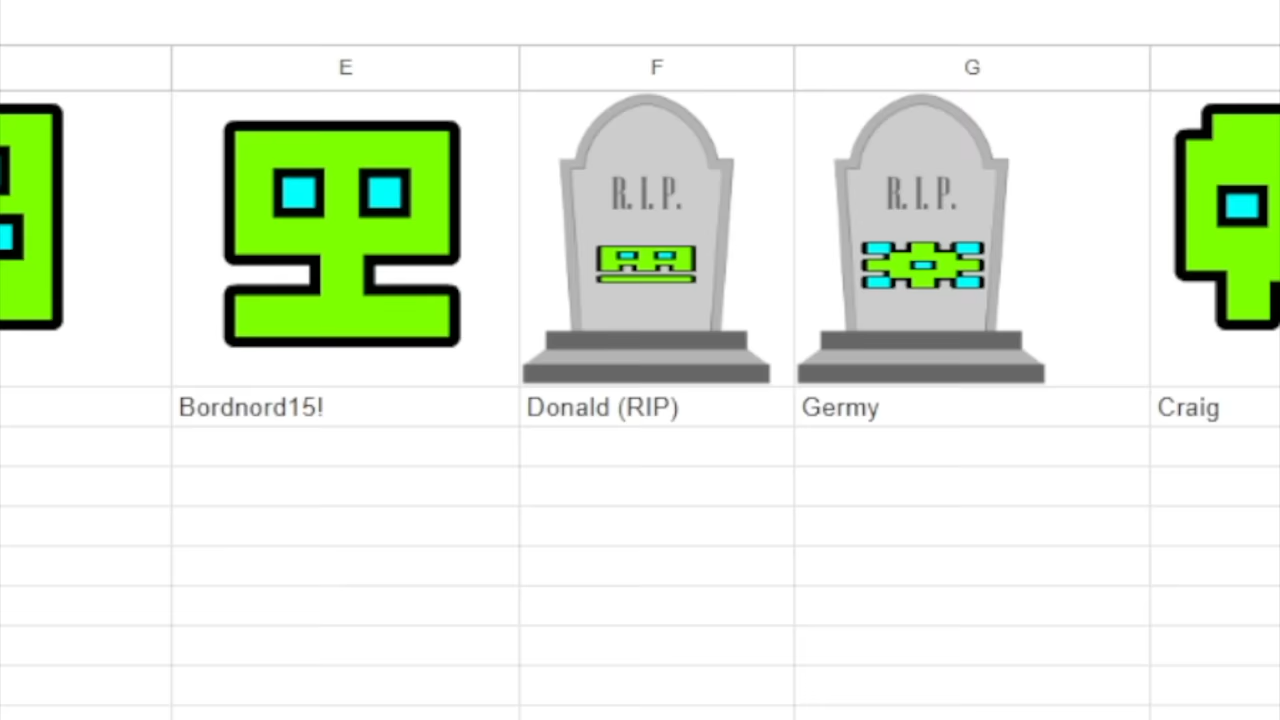 E F G
R. I. P. R. I. P.
Bordnord15! Donald (RIP) Germy Craig